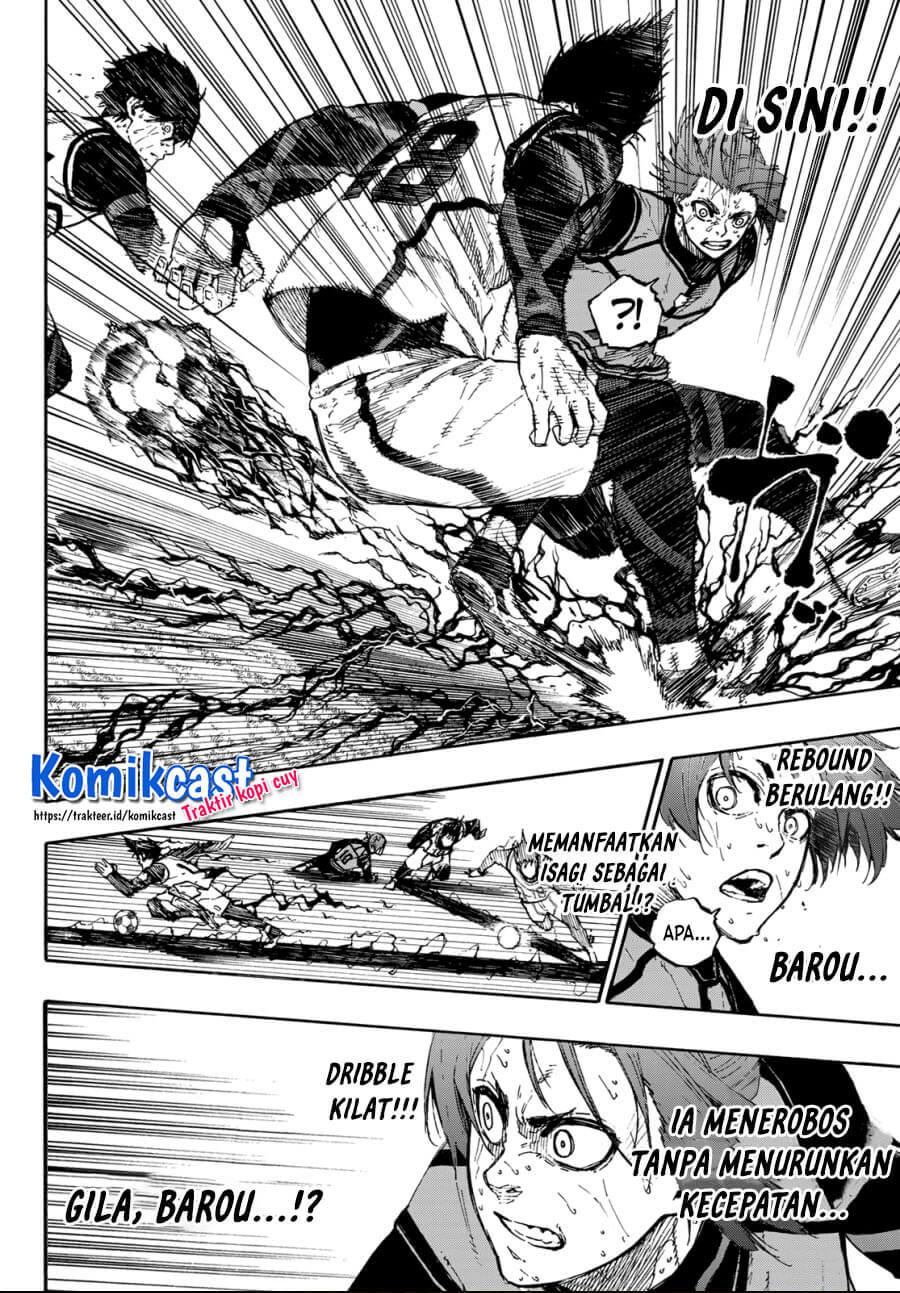 DI SINI!!
?!
8
Komikcast
Traktir kopi cuy
https://trakteer.id/komikcast
REBOUND
BERULANG!!
MEMANFAATKAN
ISAGI SEBAGAI
TUMBAL!?
APA...
BAROU...
DRIBBLE
KILAT!!!
IA MENEROBOS
TANPA MENURUNKAN
KECEPATAN...
GILA, BAROU...!?